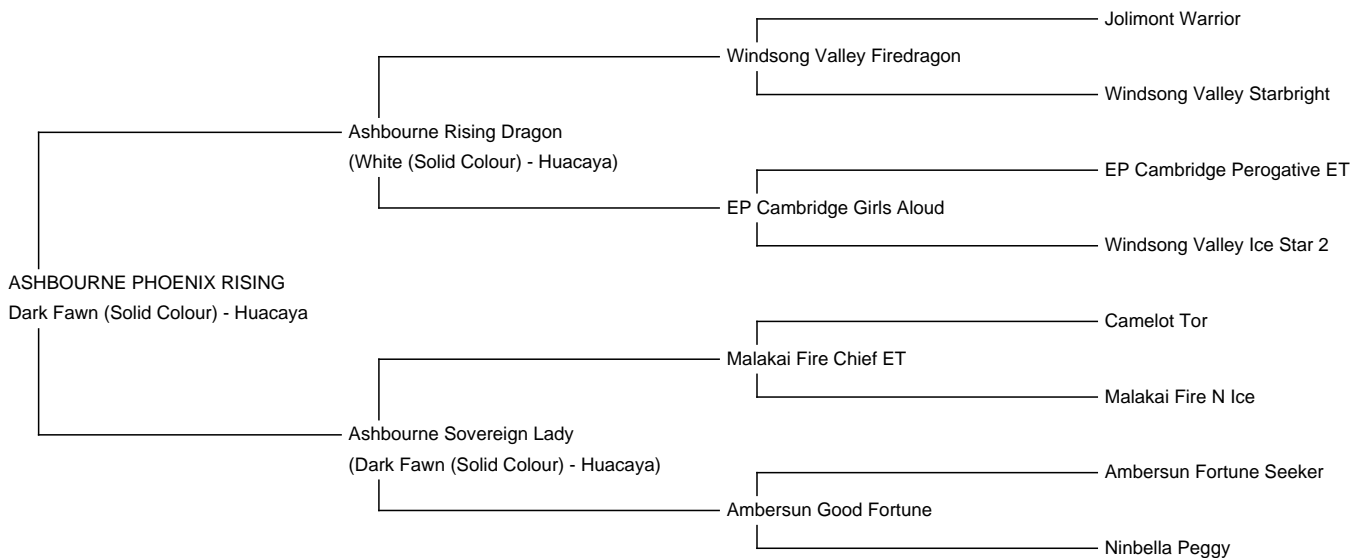 Jolimont Warrior
Windsong Valley Firedragon
Windsong Valley Starbright
Ashbourne Rising Dragon
(White (Solid Colour) - Huacaya)
EP Cambridge Perogative ET
EP Cambridge Girls Aloud
Windsong Valley Ice Star 2
ASHBOURNE PHOENIX RISING
Dark Fawn (Solid Colour) - Huacaya
Camelot Tor
Malakai Fire Chief ET
Malakai Fire N Ice
Ashbourne Sovereign Lady
(Dark Fawn (Solid Colour) - Huacaya)
Ambersun Fortune Seeker
Ambersun Good Fortune
Ninbella Peggy